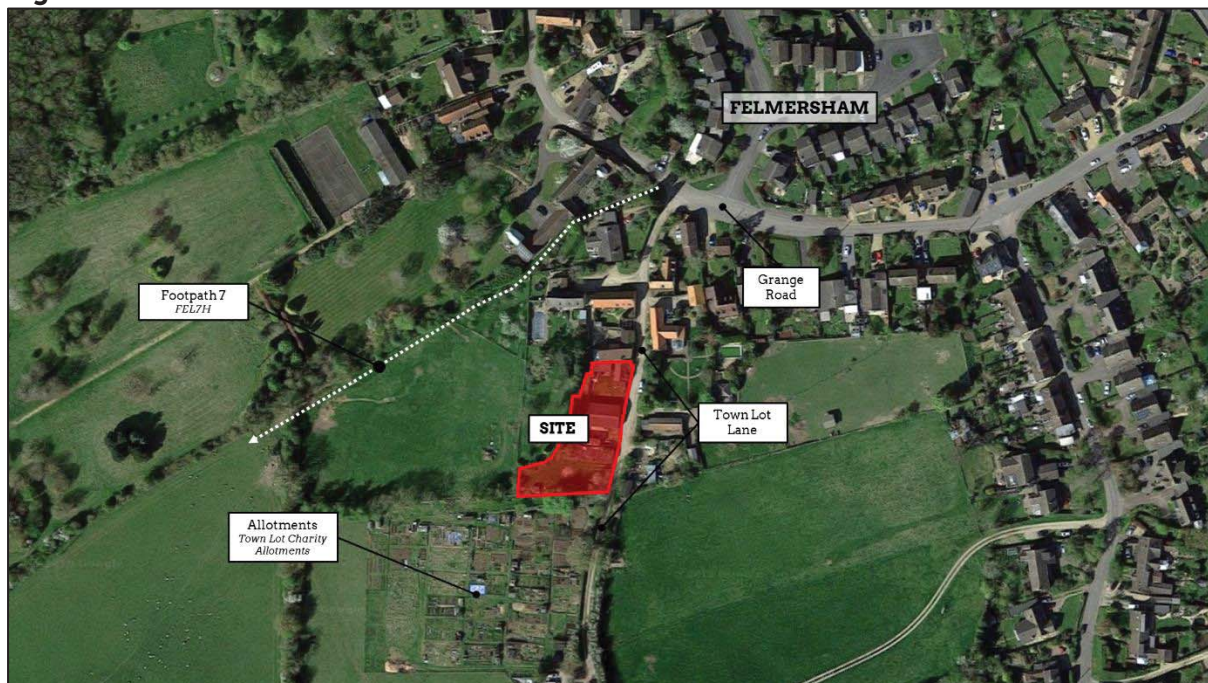 FELMERSHAM
Grange
Road
Footpath 7
FEL7H
SITE
Town Lot
Lane
Allotments
Town Lot Charity
Allotments